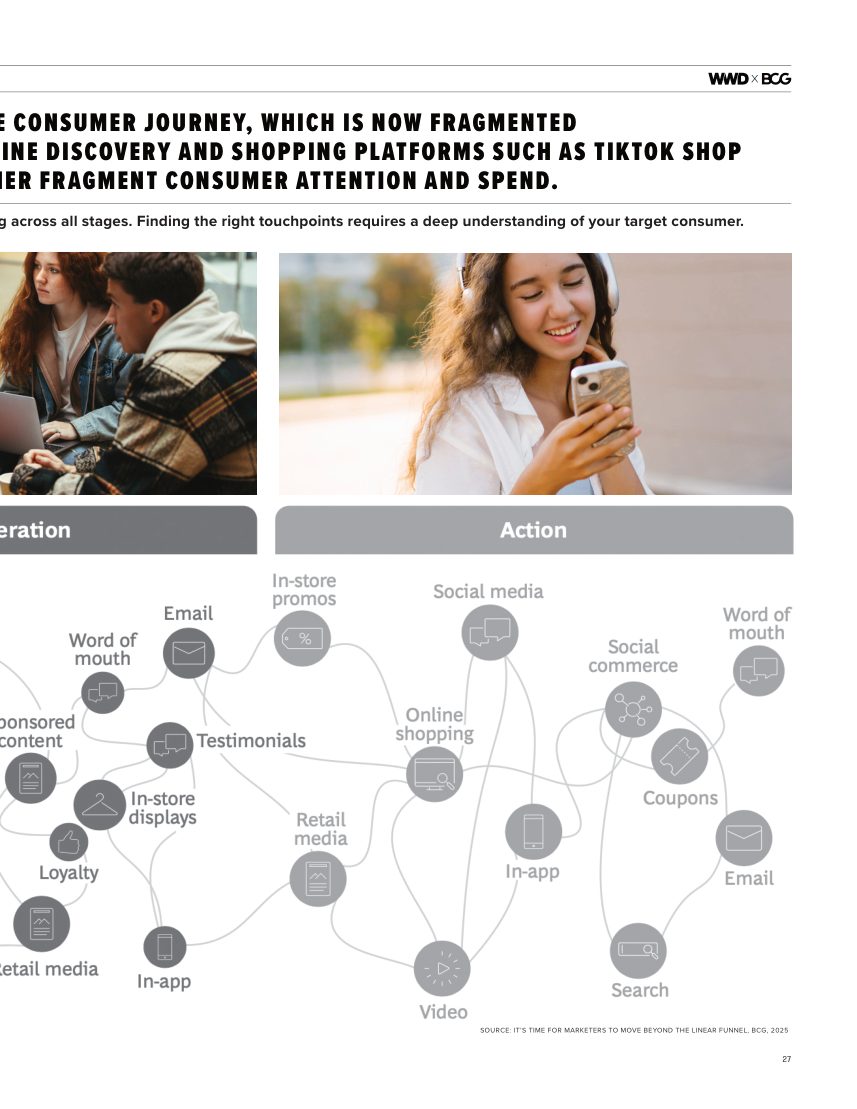 WWD X BCG
E CONSUMER JOURNEY, WHICH IS NOW FRAGMENTED
INE DISCOVERY AND SHOPPING PLATFORMS SUCH AS TIKTOK SHOP
HER FRAGMENT CONSUMER ATTENTION AND SPEND.
g across all stages. Finding the right touchpoints requires a deep understanding of your target consumer.
eration
Action
In-store
promos
Social media
Email
Word of
mouth
Word of
mouth
Social
commerce
ponsored
content
Testimonials
Online
shopping
In-store
displays
Coupons
Retail
media
Loyalty
In-app
Email
Retail media
In-app
Search
Video
SOURCE: IT'S TIME FOR MARKETERS TO MOVE BEYOND THE LINEAR FUNNEL, BCG, 2025
27